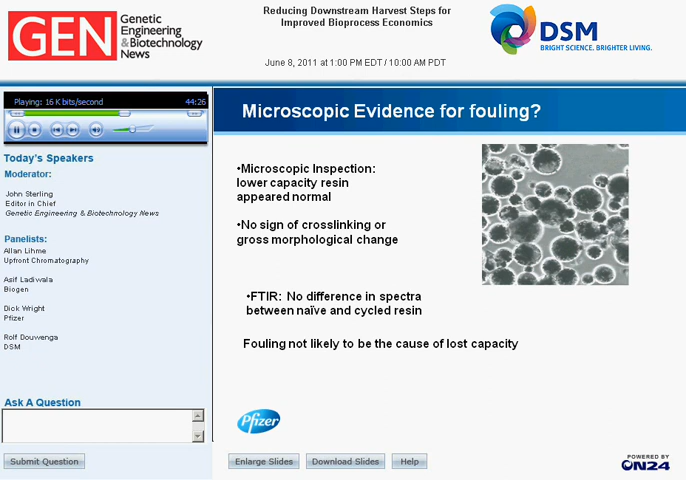 GEN Genetic
Engineering
& Biotechnology
News
Reducing Downstream Harvest Steps for
Improved Bioprocess Economics
June 8, 2011 at 1:00 PM EDT / 10:00 AM PDT
DSM
BRIGHT SCIENCE. BRIGHTER LIVING.
Playing: 16 K bits/second 44:26
Today's Speakers
Moderator:
John Sterling
Editor in Chief
Genetic Engineering & Biotechnology News
Panelists:
Allan Lihme
Upfront Chromatography
Asif Ladiwala
Biogen
Dick Wright
Pfizer
Rolf Douwenga
DSM
Ask A Question
Submit Question
Microscopic Evidence for fouling?
•Microscopic Inspection:
lower capacity resin
appeared normal
•No sign of crosslinking or
gross morphological change
•FTIR: No difference in spectra
between naïve and cycled resin
Fouling not likely to be the cause of lost capacity
Pfizer
Enlarge Slides Download Slides Help
POWERED BY
ON24